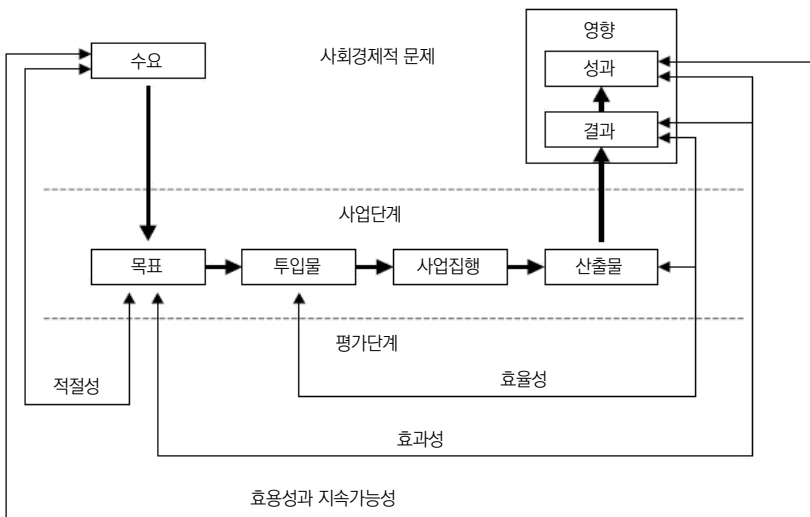 영향
수요
사회경제적 문제
성과
결과
사업단계
목표
투입물
사업집행
산출물
평가단계
적절성
효율성
효과성
효용성과 지속가능성